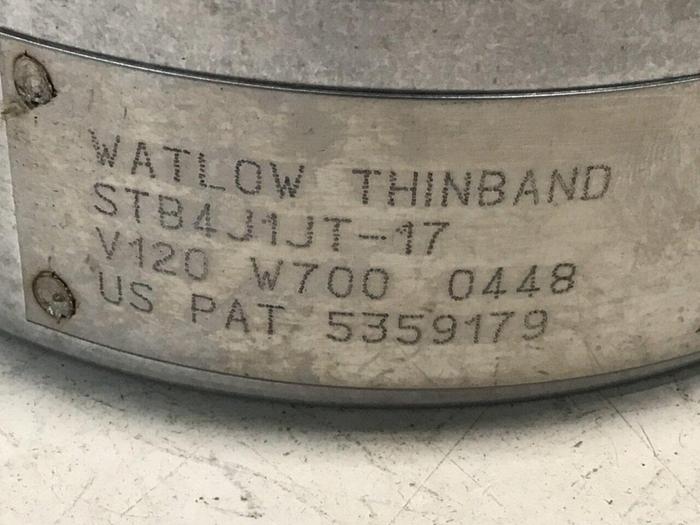 WATLOW THINBAND
STB4J1JT-17
V120 W700 0448
US PAT 5359179